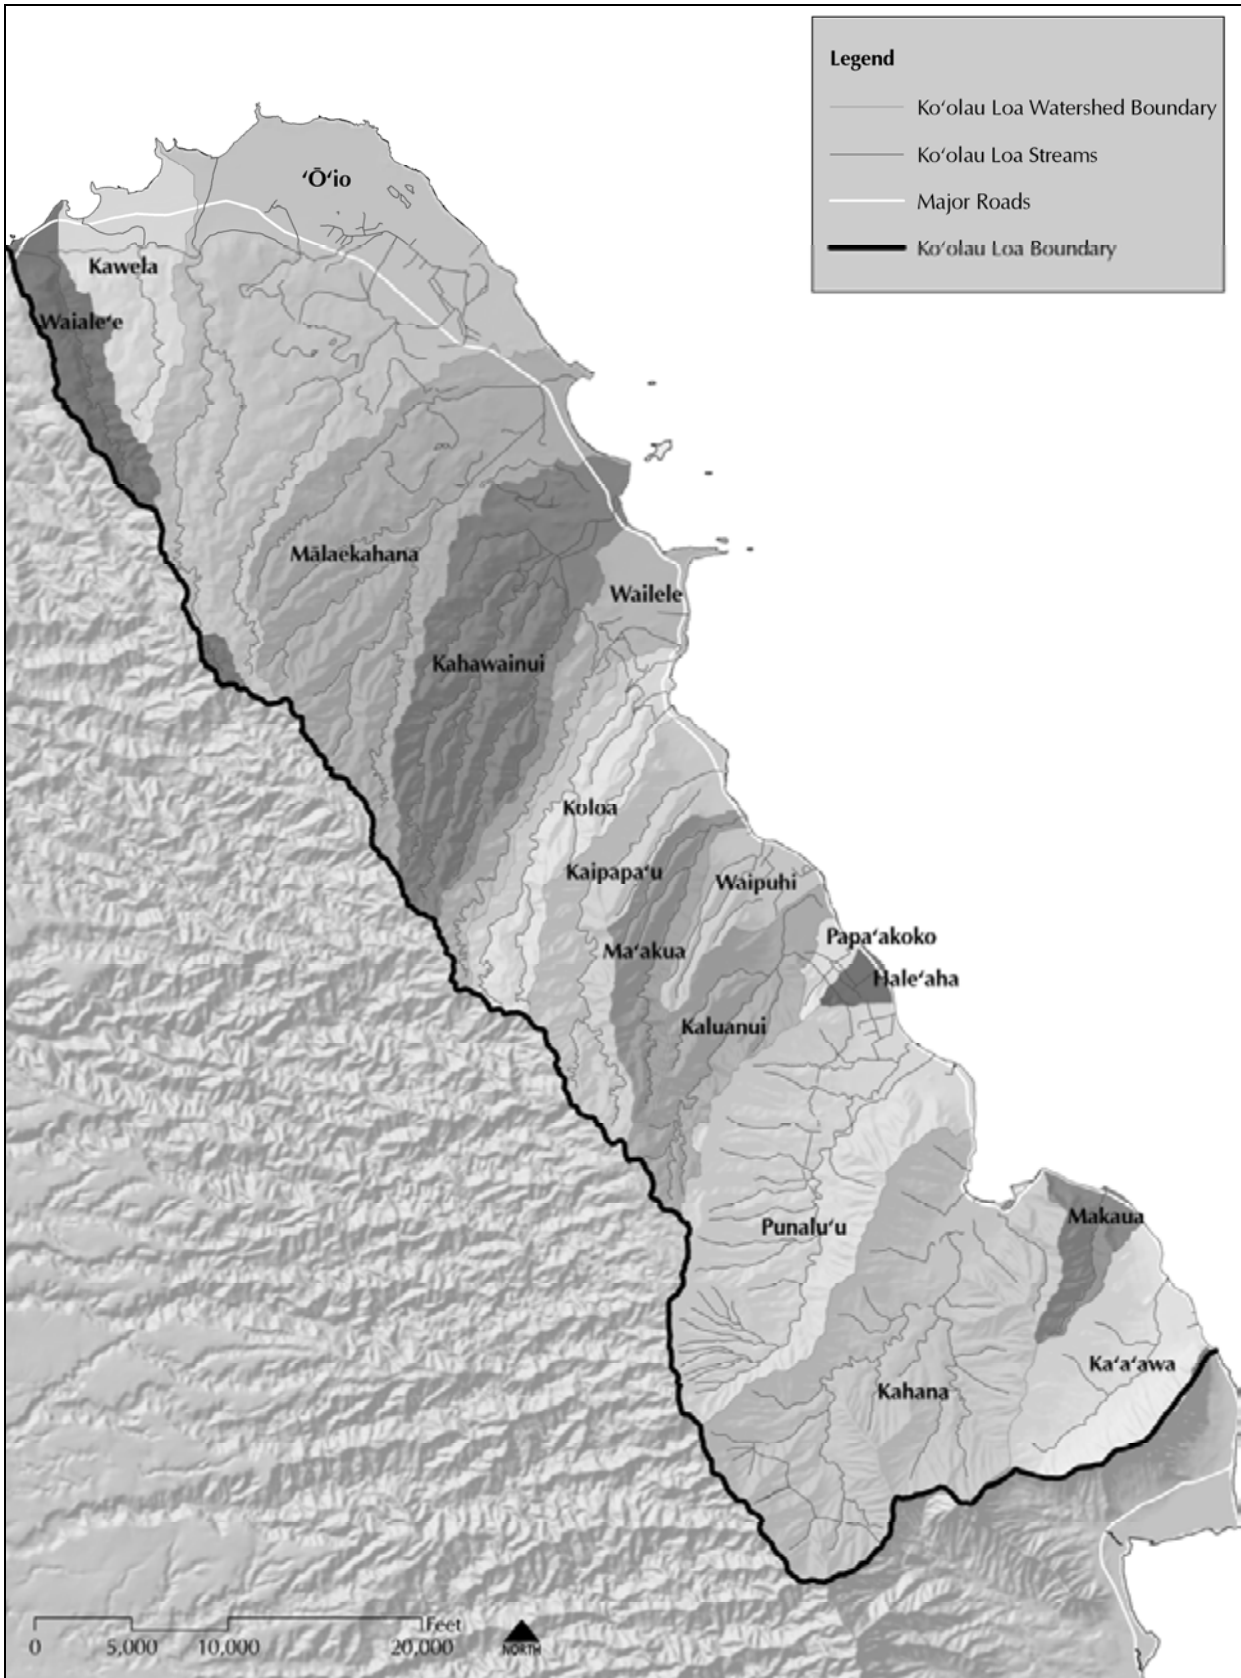 Legend
Koʻolau Loa Watershed Boundary
Koʻolau Loa Streams
Major Roads
Koʻolau Loa Boundary
ʻŌʻio
Kawela
Waialeʻe
Mālaekahana
Wailele
Kahawainui
Koloa
Kaipapaʻu
Waipuhi
Papaʻakoko
Maʻakua
Haleʻaha
Kaluanui
Makaua
Punaluʻu
Kaʻaʻawa
Kahana
Feet
0 5,000 10,000 20,000
NORTH